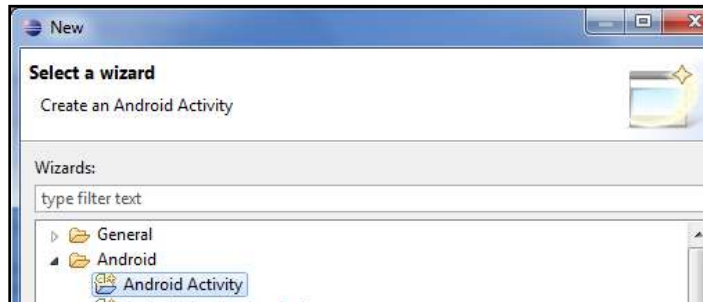 New
Select a wizard
Create an Android Activity
Wizards:
type filter text
General
Android
Android Activity